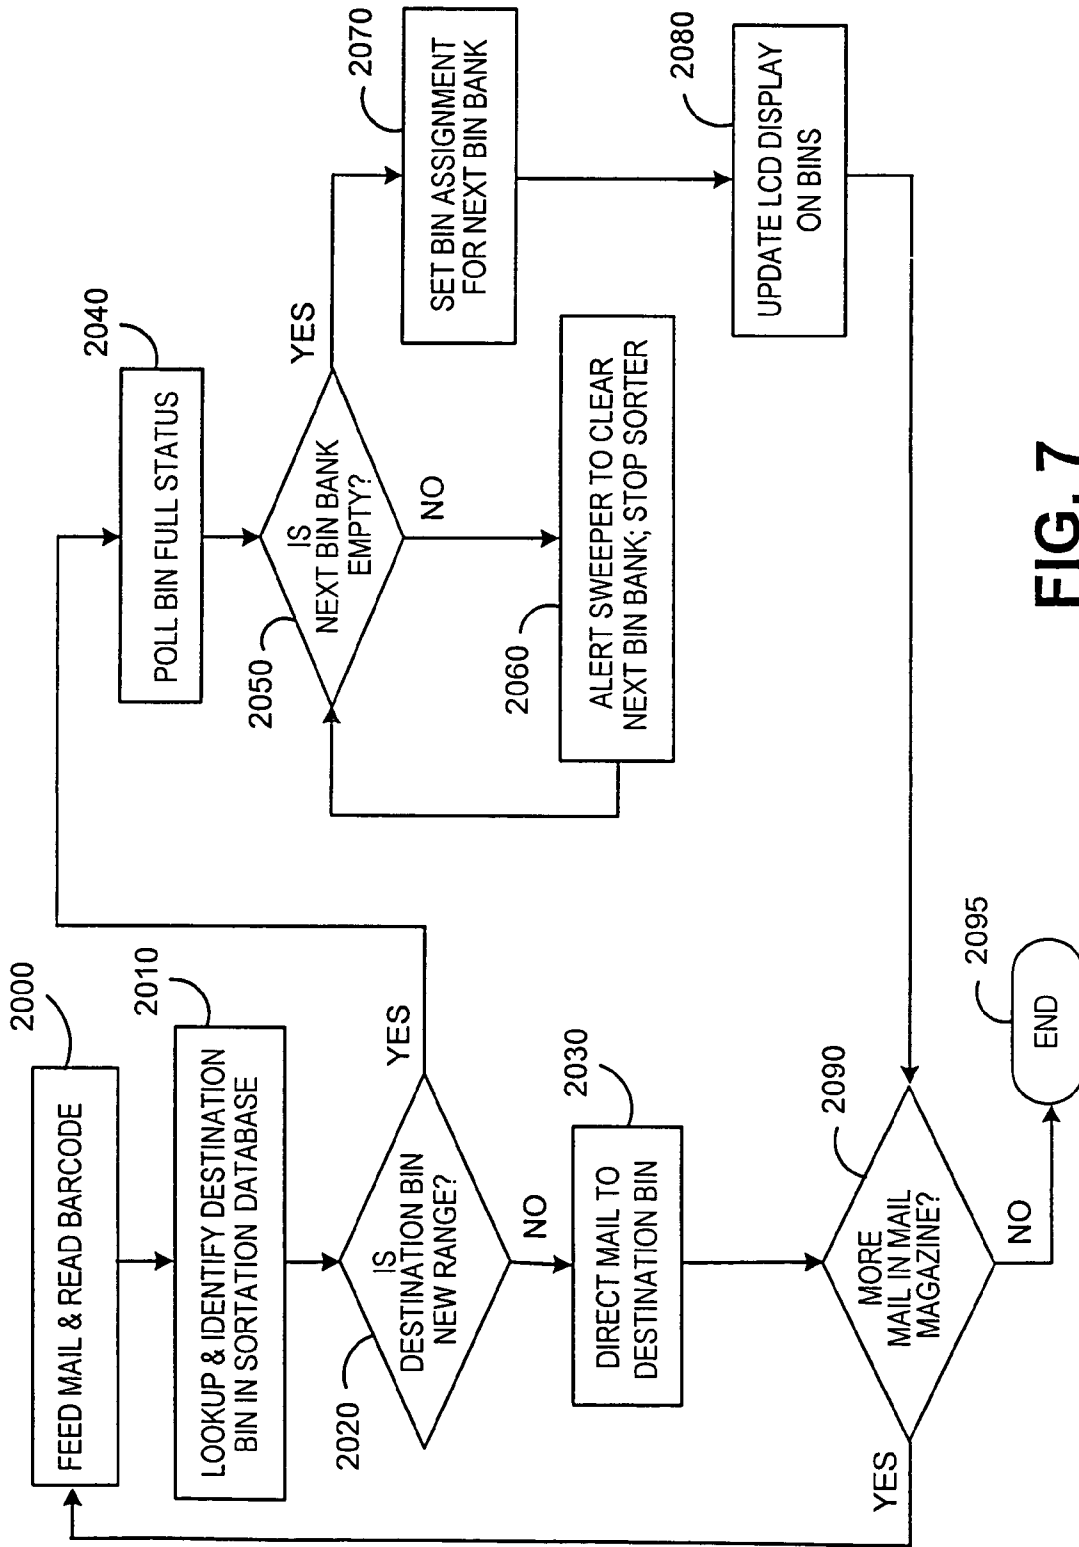 2000
FEED MAIL & READ BARCODE
2010
LOOKUP & IDENTIFY DESTINATION
BIN IN SORTATION DATABASE
2020
IS
DESTINATION BIN
NEW RANGE?
YES
NO
2030
DIRECT MAIL TO
DESTINATION BIN
2040
POLL BIN FULL STATUS
2050
IS
NEXT BIN BANK
EMPTY?
YES
NO
2060
ALERT SWEEPER TO CLEAR
NEXT BIN BANK; STOP SORTER
2070
SET BIN ASSIGNMENT
FOR NEXT BIN BANK
2080
UPDATE LCD DISPLAY
ON BINS
2090
MORE
MAIL IN MAIL
MAGAZINE?
YES
NO
2095
END
FIG. 7